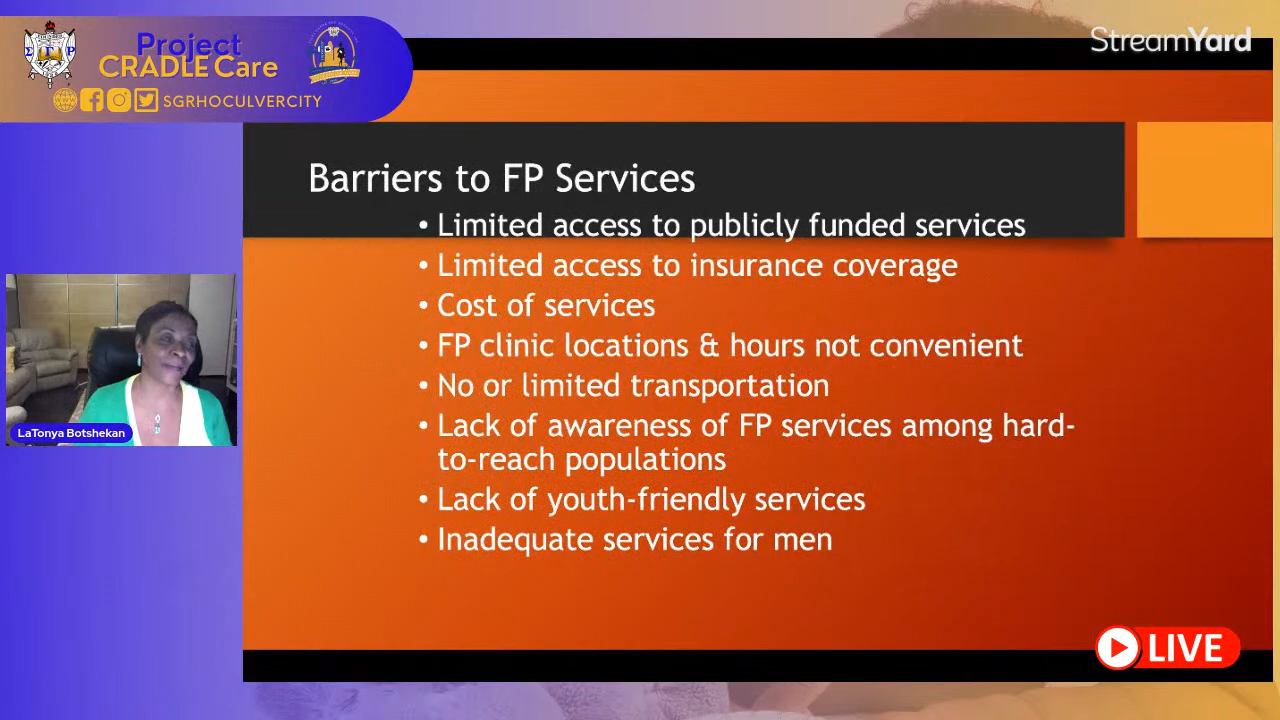 Project
CRADLE Care
SGRHOCULVERCITY
StreamYard
Barriers to FP Services
• Limited access to publicly funded services
• Limited access to insurance coverage
• Cost of services
• FP clinic locations & hours not convenient
• No or limited transportation
• Lack of awareness of FP services among hard-
to-reach populations
• Lack of youth-friendly services
• Inadequate services for men
LaTonya Botshekan
LIVE
ΣΓΡ